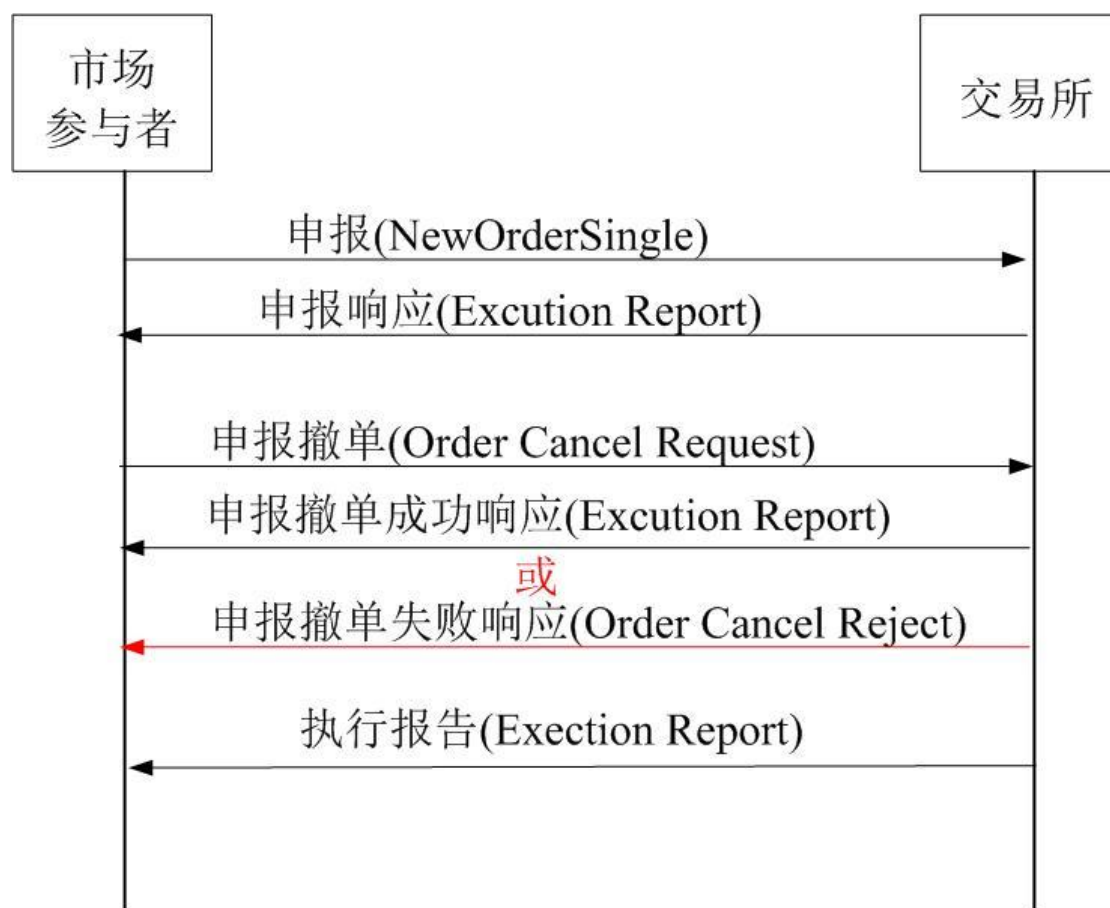 市场
参与者
交易所
申报(NewOrderSingle)
申报响应(Excution Report)
申报撤单(Order Cancel Request)
申报撤单成功响应(Excution Report)
或
申报撤单失败响应(Order Cancel Reject)
执行报告(Exection Report)